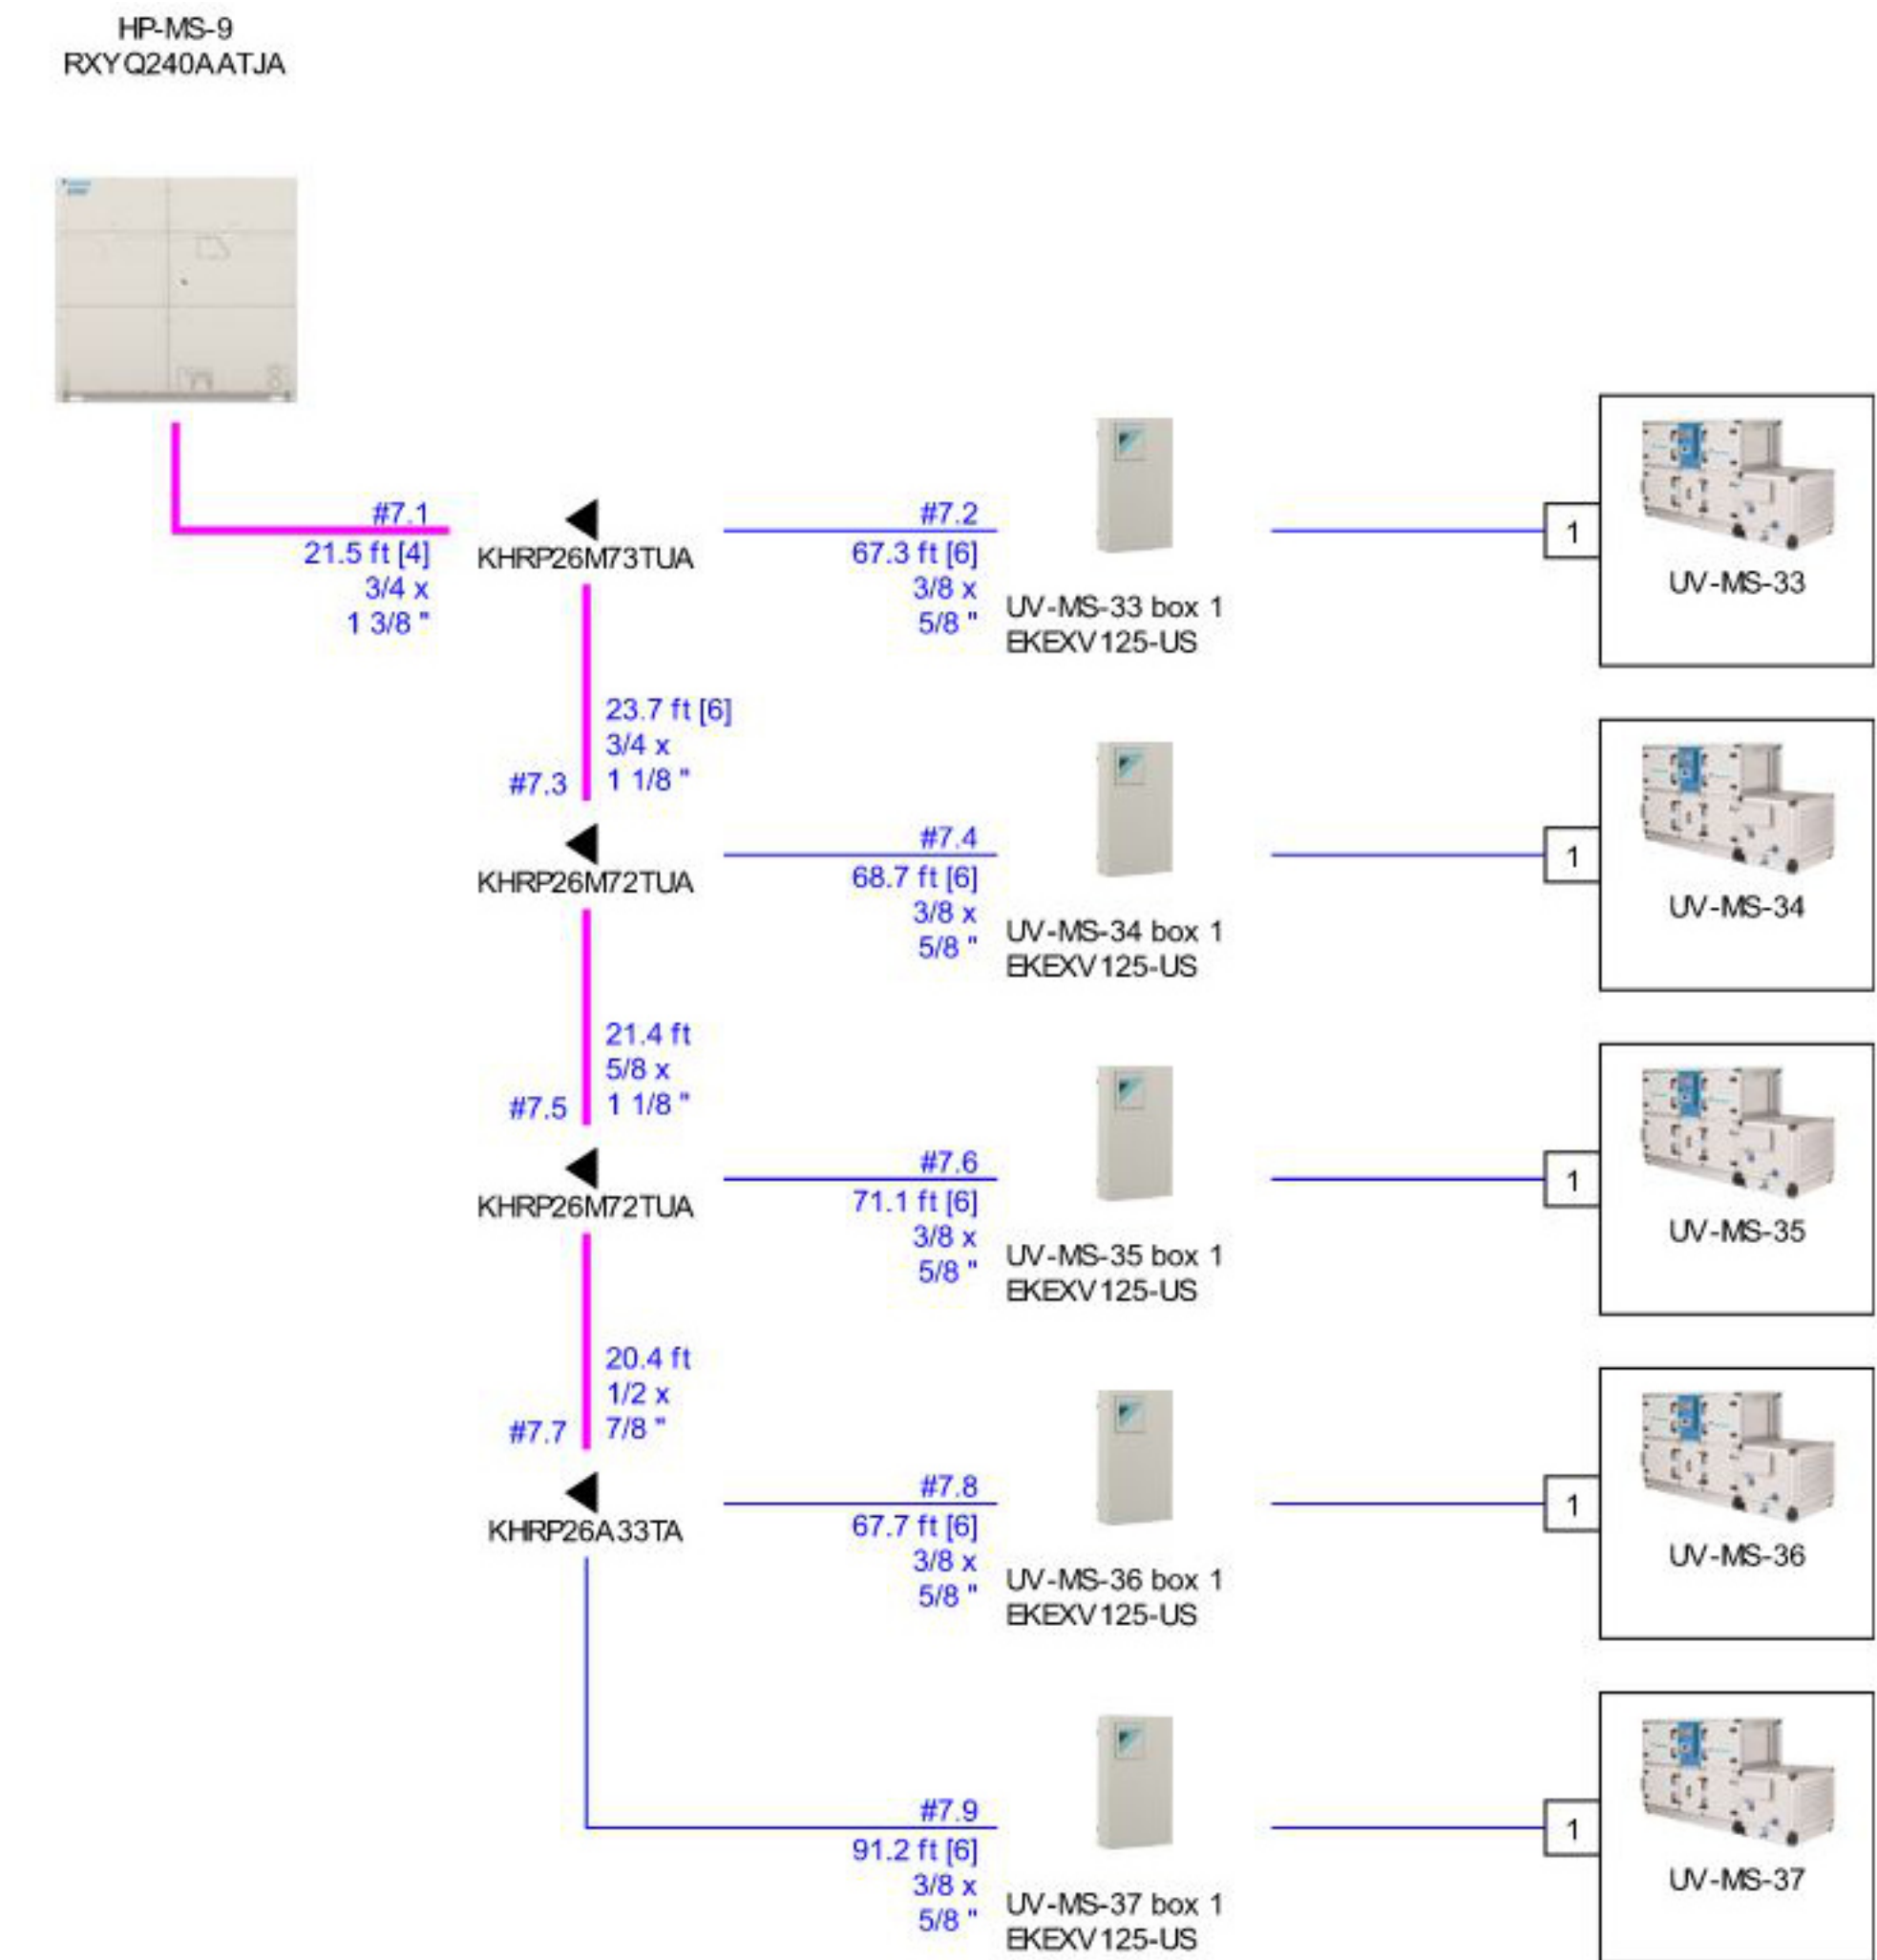 HP-MS-9
RXYQ240AATJA
#7.1
21.5 ft [4]
3/4 x
1 3/8 "
KHRP26M73TUA
#7.2
67.3 ft [6]
3/8 x
5/8 "
UV-MS-33 box 1
EKEXV125-US
1
UV-MS-33
23.7 ft [6]
3/4 x
1 1/8 "
#7.3
KHRP26M72TUA
#7.4
68.7 ft [6]
3/8 x
5/8 "
UV-MS-34 box 1
EKEXV125-US
1
UV-MS-34
21.4 ft
5/8 x
1 1/8 "
#7.5
KHRP26M72TUA
#7.6
71.1 ft [6]
3/8 x
5/8 "
UV-MS-35 box 1
EKEXV125-US
1
UV-MS-35
20.4 ft
1/2 x
7/8 "
#7.7
KHRP26A33TA
#7.8
67.7 ft [6]
3/8 x
5/8 "
UV-MS-36 box 1
EKEXV125-US
1
UV-MS-36
#7.9
91.2 ft [6]
3/8 x
5/8 "
UV-MS-37 box 1
EKEXV125-US
1
UV-MS-37